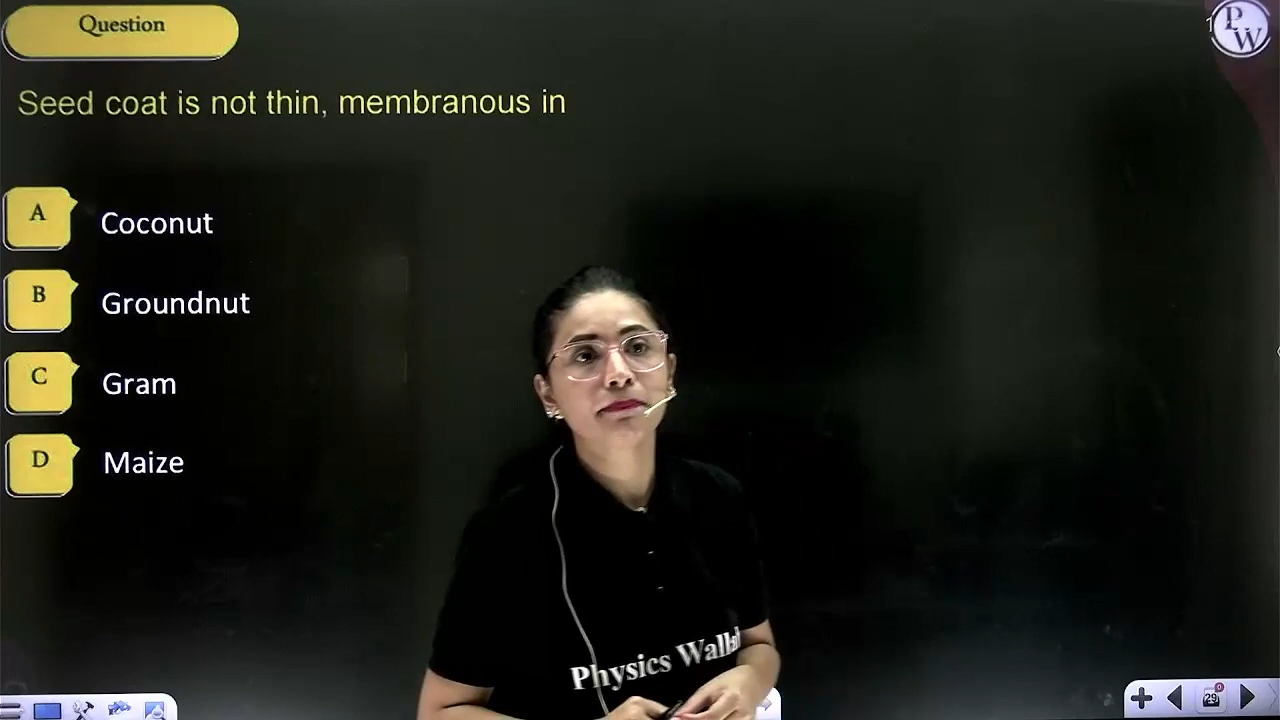 Question
PW
Seed coat is not thin, membranous in
A
Coconut
B
Groundnut
C
Gram
D
Maize
Physics Wallah
29